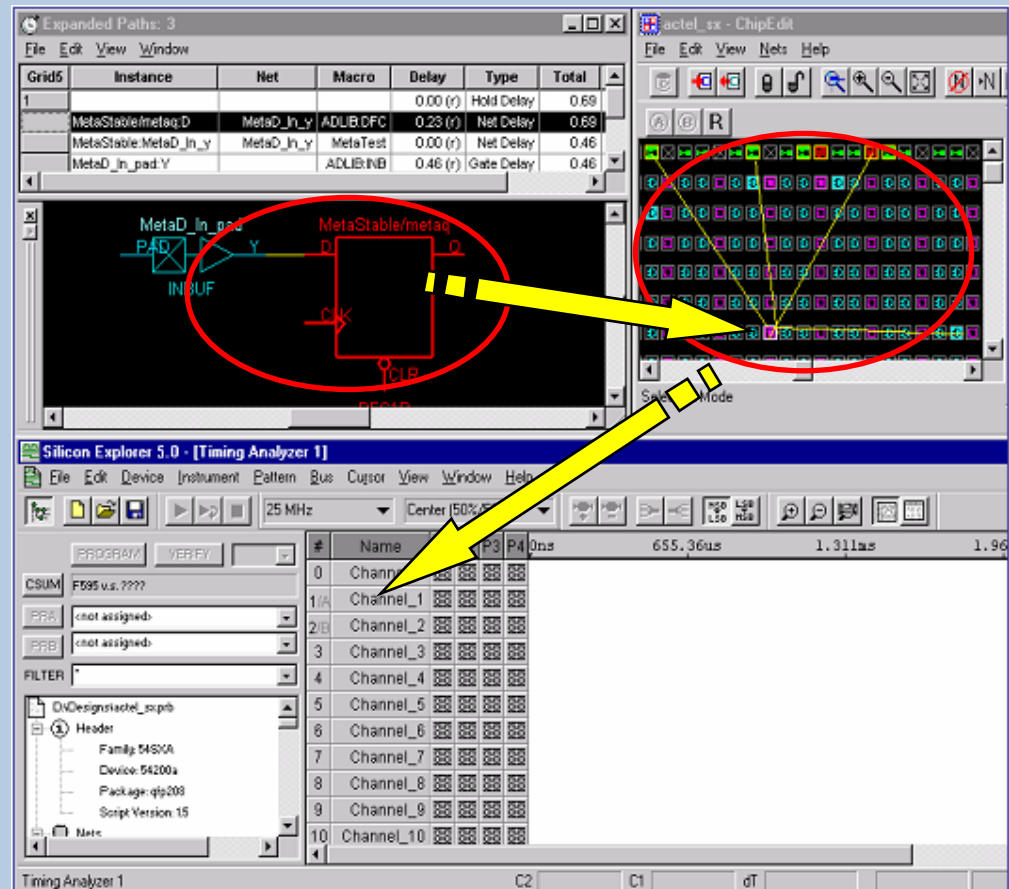 Expanded Paths: 3
File Edit View Window
Grid5 Instance Net Macro Delay Type Total
1 0.00 (r) Hold Delay 0.69
MetaStable/metaq:D MetaD_In_y ADLIB:DFC 0.23 (r) Net Delay 0.69
MetaStable:MetaD_In_y MetaD_In_y MetaTest 0.00 (r) Net Delay 0.46
MetaD_In_pad:Y ADLIB:INB 0.46 (r) Gate Delay 0.46
MetaD_In_pad MetaStable/metaq
PAD Y D Q
INBUF
CLK
CLR
actel_sx - ChipEdit
File Edit View Nets Help
N
A B R
Mode
Silicon Explorer 5.0 - [Timing Analyzer 1]
File Edit Device Instrument Pattern Bus Cursor View Window Help
25 MHz Center (50%
PROGRAM VERIFY
CSUM F595 v.s. ????
PRA <not assigned>
PRB <not assigned>
FILTER *
D:\Designs\actel_sx.prb
Header
Family: 54SXA
Device: 54200a
Package: qfp208
Script Version: 15
Nets
# Name P3 P4 0ns 655.36us 1.311ms 1.96
0 Channe
1/A Channel_1
2/B Channel_2
3 Channel_3
4 Channel_4
5 Channel_5
6 Channel_6
7 Channel_7
8 Channel_8
9 Channel_9
10 Channel_10
Timing Analyzer 1 C2 C1 dT